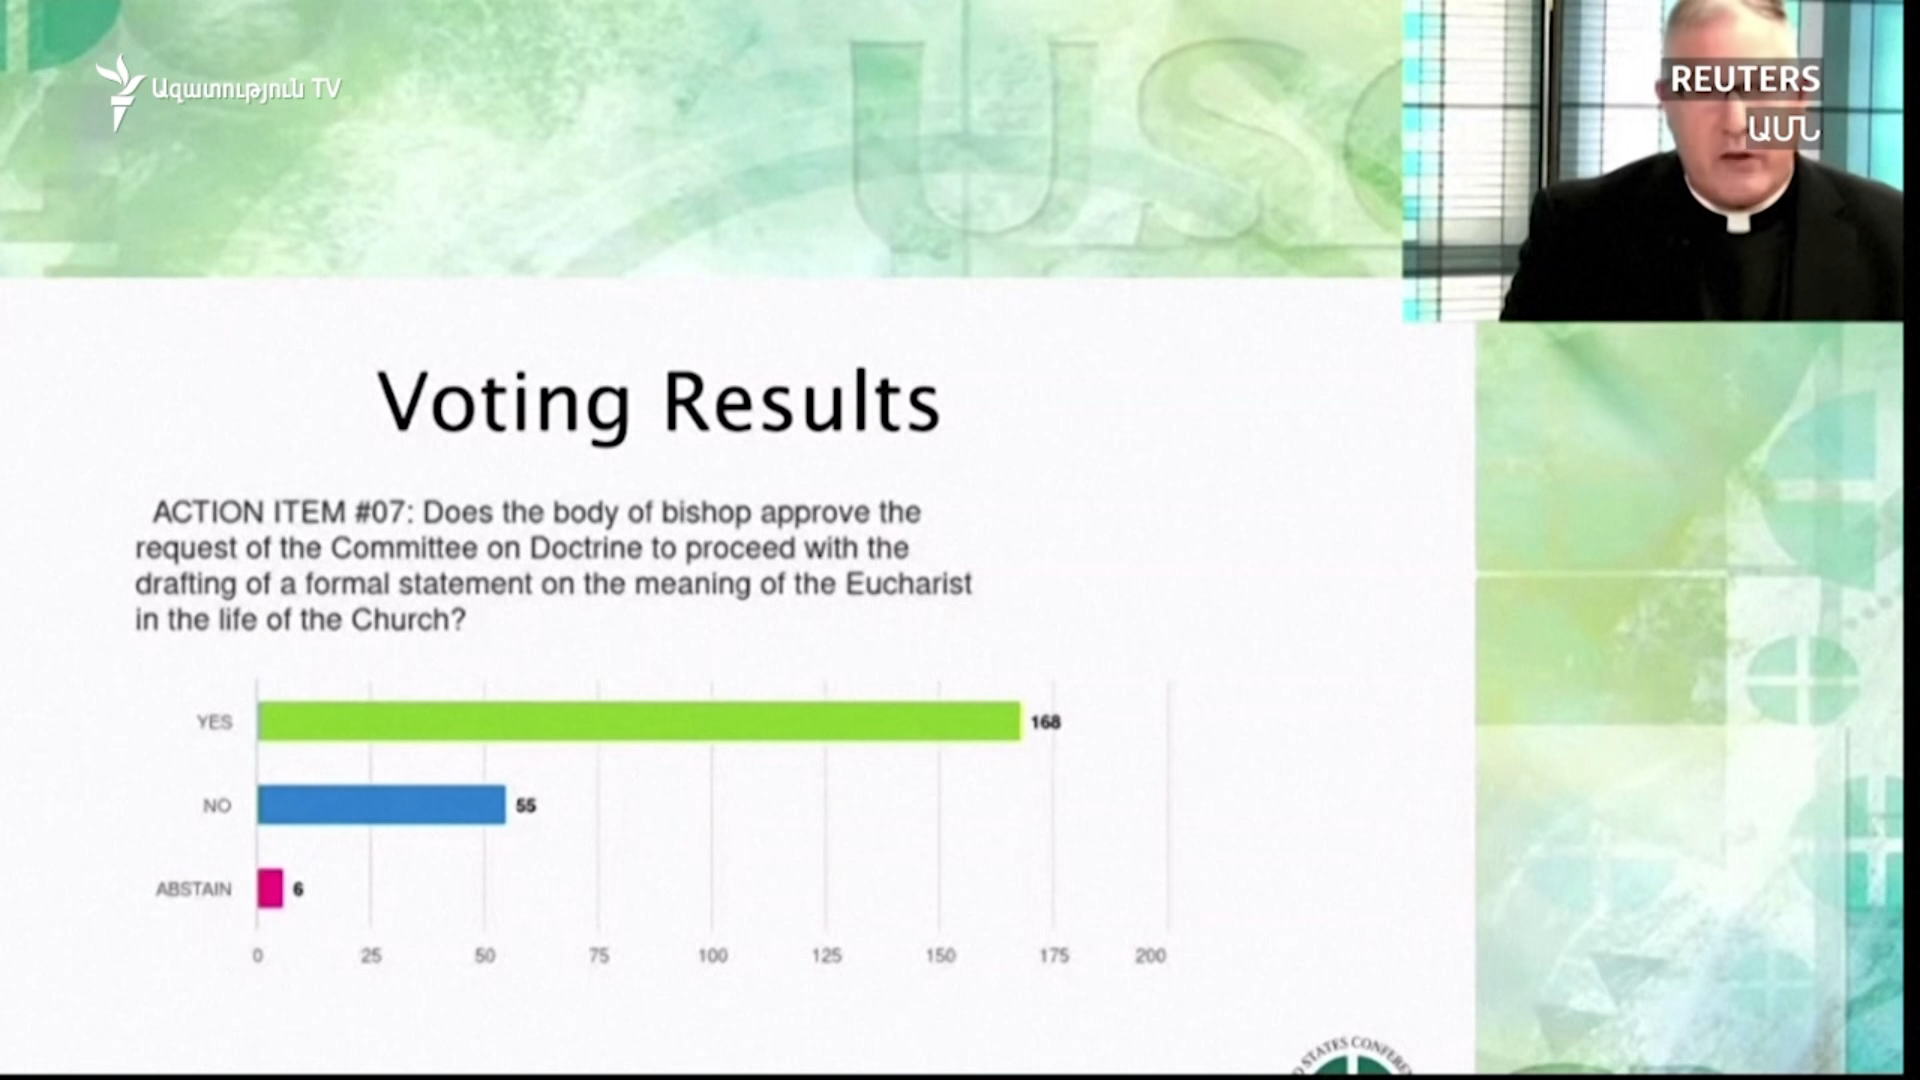 Ազատություն TV
REUTERS
ԱՄՆ
USC
Voting Results
ACTION ITEM #07: Does the body of bishop approve the
request of the Committee on Doctrine to proceed with the
drafting of a formal statement on the meaning of the Eucharist
in the life of the Church?
YES 168
NO 55
ABSTAIN 6
0 25 50 75 100 125 150 175 200
STATES